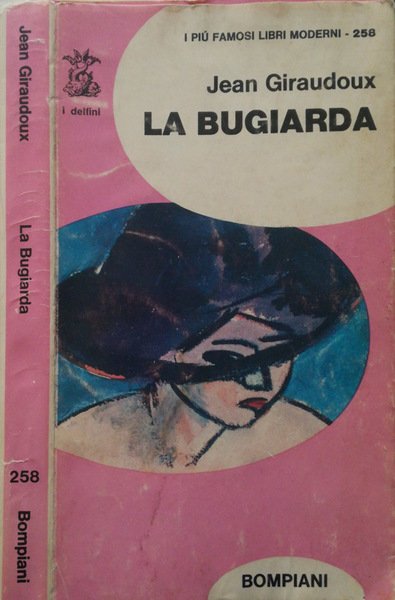 Jean Giraudoux
La Bugiarda
258
Bompiani
i delfini
I PIÚ FAMOSI LIBRI MODERNI - 258
Jean Giraudoux
LA BUGIARDA
BOMPIANI